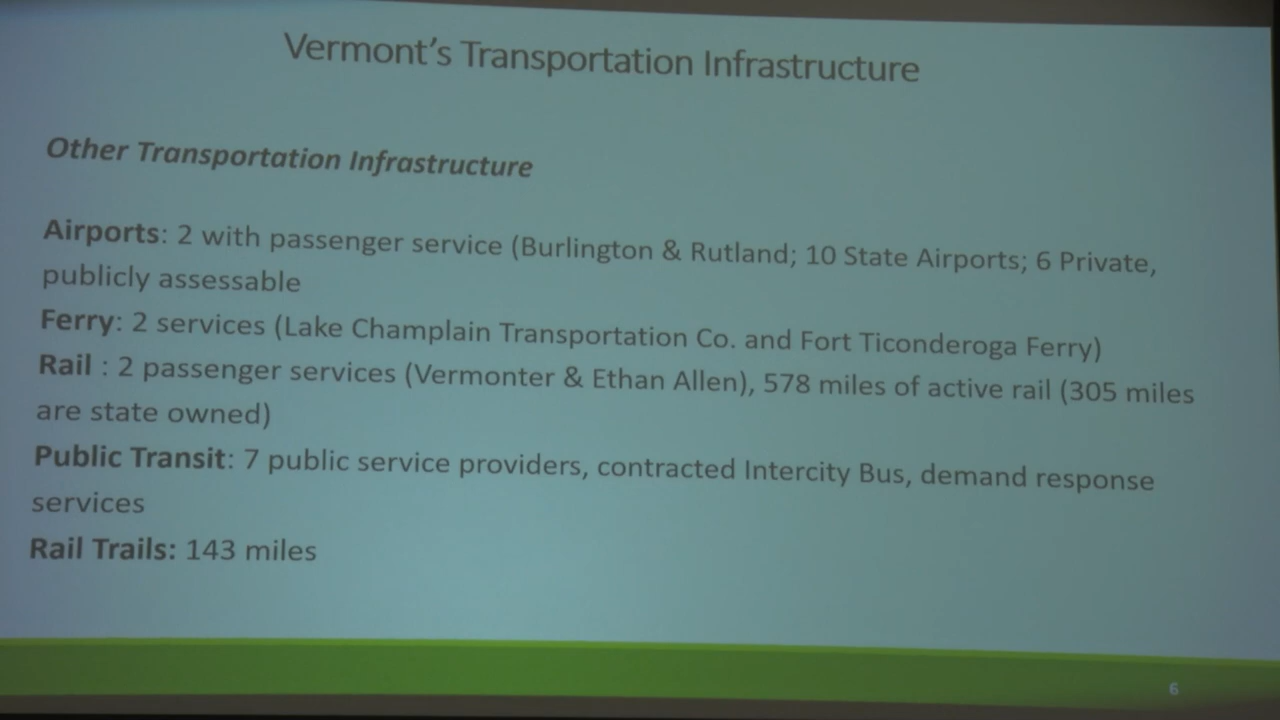 Vermont's Transportation Infrastructure
Other Transportation Infrastructure
Airports: 2 with passenger service (Burlington & Rutland; 10 State Airports; 6 Private,
publicly assessable
Ferry: 2 services (Lake Champlain Transportation Co. and Fort Ticonderoga Ferry)
Rail : 2 passenger services (Vermonter & Ethan Allen), 578 miles of active rail (305 miles
are state owned)
Public Transit: 7 public service providers, contracted Intercity Bus, demand response
services
Rail Trails: 143 miles
6